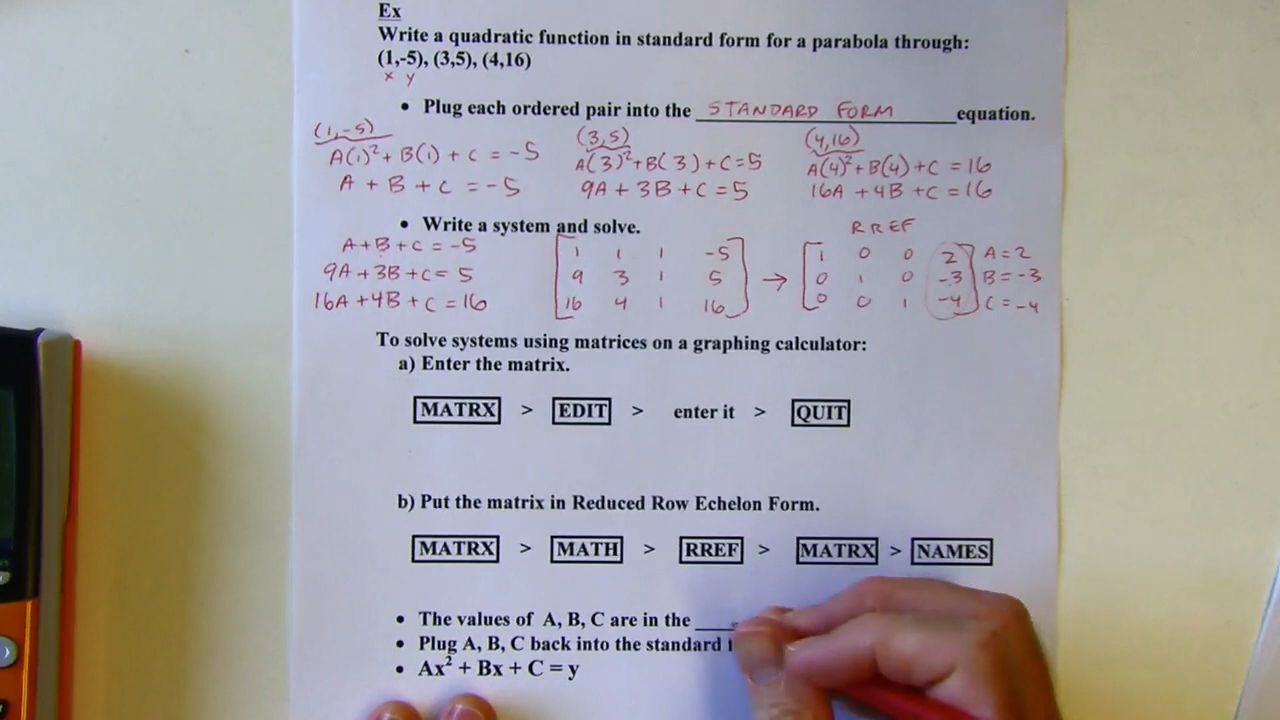 Ex
Write a quadratic function in standard form for a parabola through:
(1,-5), (3,5), (4,16)
x y
• Plug each ordered pair into the STANDARD FORM equation.
(1,-5) (3,5) (4,16)
A(1)²+B(1)+C=-5 A(3)²+B(3)+C=5 A(4)²+B(4)+C=16
A+B+C=-5 9A+3B+C=5 16A+4B+C=16
• Write a system and solve. RREF
A+B+C=-5 [1 1 1 -5] [1 0 0 2] A=2
9A+3B+C=5 [9 3 1 5] → [0 1 0 -3] B=-3
16A+4B+C=16 [16 4 1 16] [0 0 1 -4] C=-4
To solve systems using matrices on a graphing calculator:
a) Enter the matrix.
MATRX > EDIT > enter it > QUIT
b) Put the matrix in Reduced Row Echelon Form.
MATRX > MATH > RREF > MATRX > NAMES
• The values of A, B, C are in the
• Plug A, B, C back into the standard
• Ax² + Bx + C = y